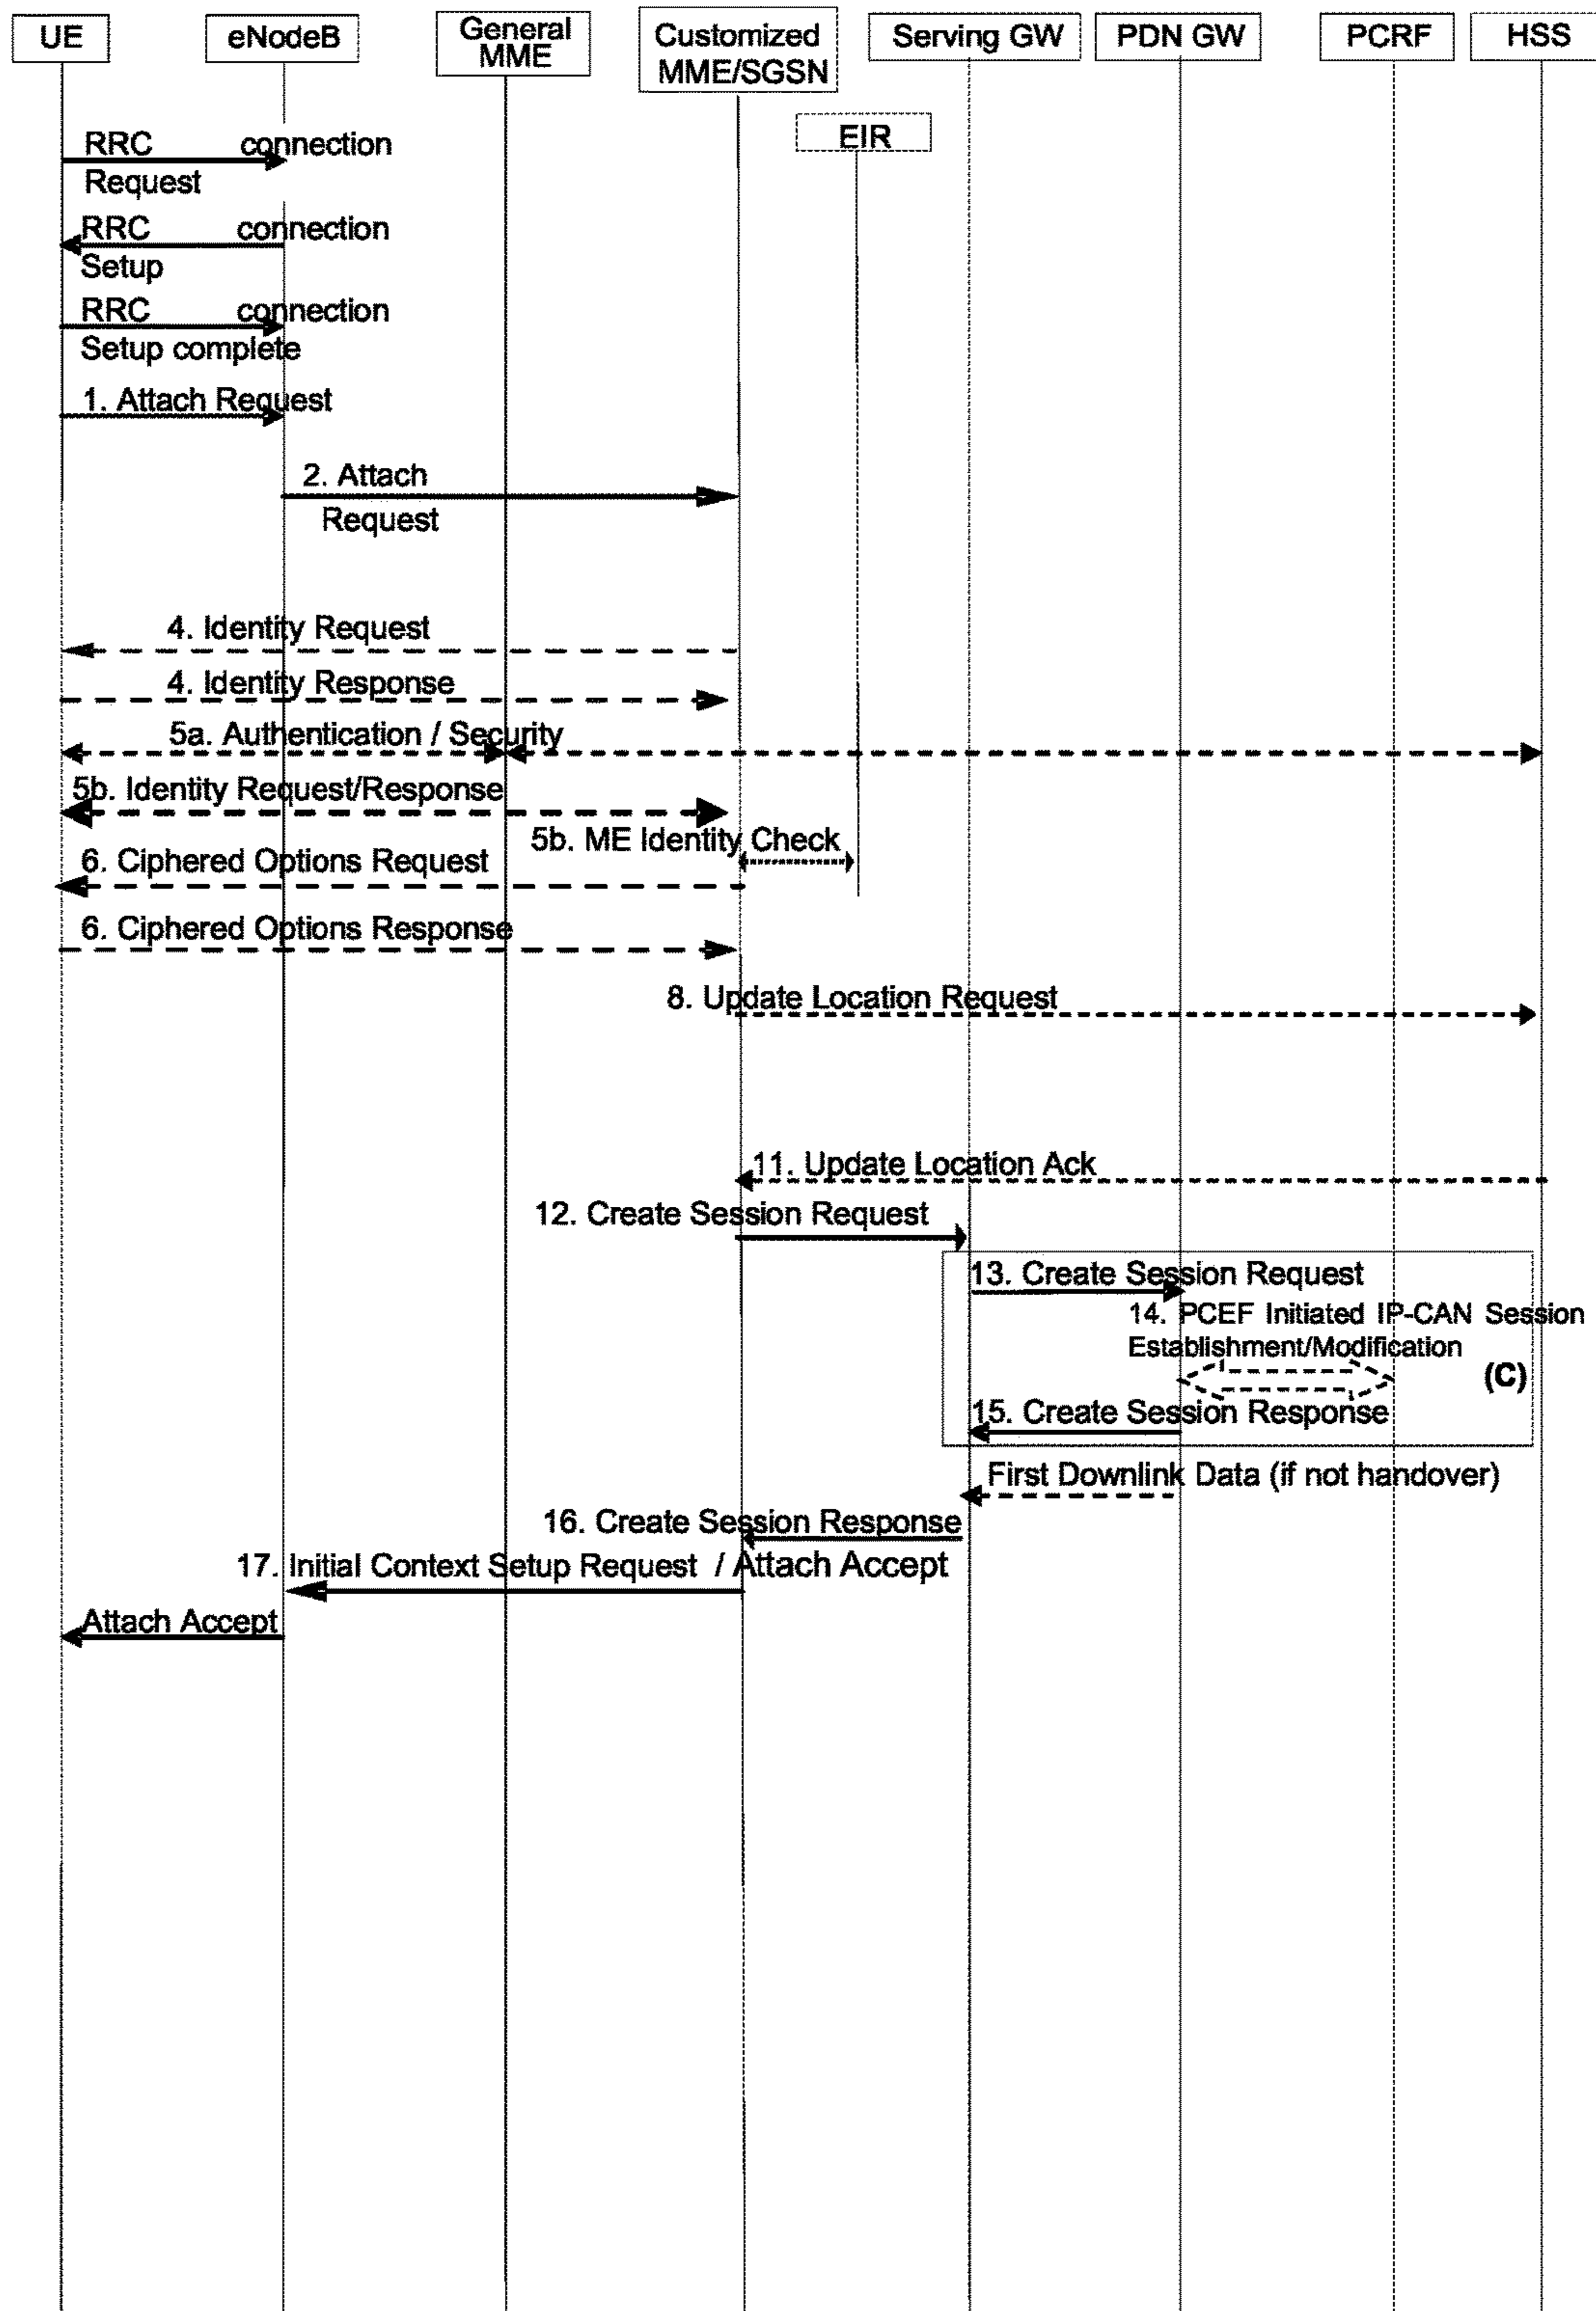 UE
eNodeB
General
MME
Customized
MME/SGSN
Serving GW
PDN GW
PCRF
HSS
EIR
RRC connection
Request
RRC connection
Setup
RRC connection
Setup complete
1. Attach Request
2. Attach
Request
4. Identity Request
4. Identity Response
5a. Authentication / Security
5b. Identity Request/Response
5b. ME Identity Check
6. Ciphered Options Request
6. Ciphered Options Response
8. Update Location Request
11. Update Location Ack
12. Create Session Request
13. Create Session Request
14. PCEF Initiated IP-CAN Session
Establishment/Modification
(C)
15. Create Session Response
First Downlink Data (if not handover)
16. Create Session Response
17. Initial Context Setup Request / Attach Accept
Attach Accept